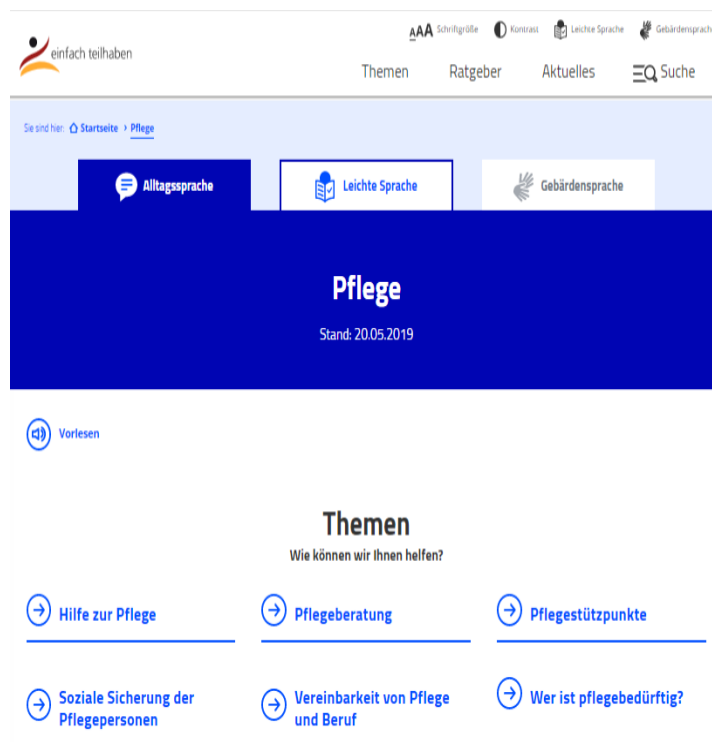 AAA Schriftgröße Kontrast Leichte Sprache Gebärdensprache
einfach teilhaben
Themen Ratgeber Aktuelles Suche
Sie sind hier: Startseite › Pflege
Alltagssprache Leichte Sprache Gebärdensprache
Pflege
Stand: 20.05.2019
Vorlesen
Themen
Wie können wir Ihnen helfen?
Hilfe zur Pflege Pflegeberatung Pflegestützpunkte
Soziale Sicherung der Vereinbarkeit von Pflege Wer ist pflegebedürftig?
Pflegepersonen und Beruf